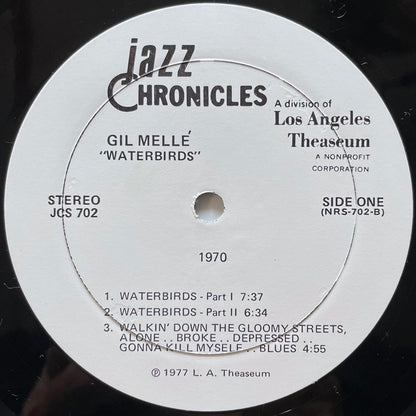 jazz
CHRONICLES
A division of
Los Angeles
Theaseum
A NONPROFIT
CORPORATION
GIL MELLÉ
"WATERBIRDS"
STEREO
JCS 702
SIDE ONE
(NRS-702-B)
1970
1. WATERBIRDS - Part I 7:37
2. WATERBIRDS - Part II 6:34
3. WALKIN' DOWN THE GLOOMY STREETS,
ALONE . . BROKE . . DEPRESSED . .
GONNA KILL MYSELF . . BLUES 4:55
℗ 1977 L. A. Theaseum